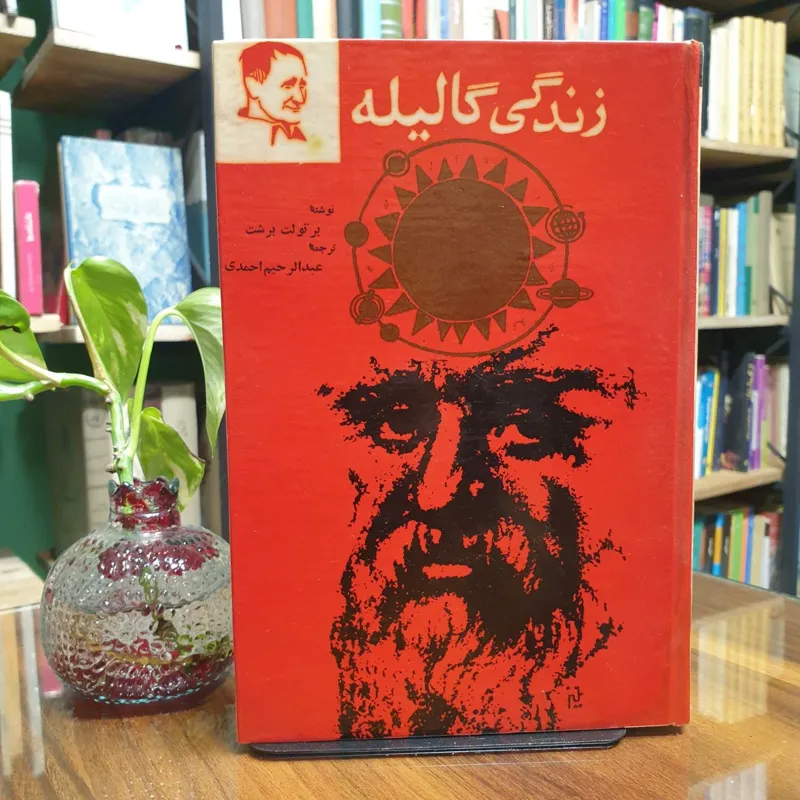 زندگی گالیله
نوشتهٔ
برتولت برشت
ترجمهٔ
عبدالرحیم احمدی